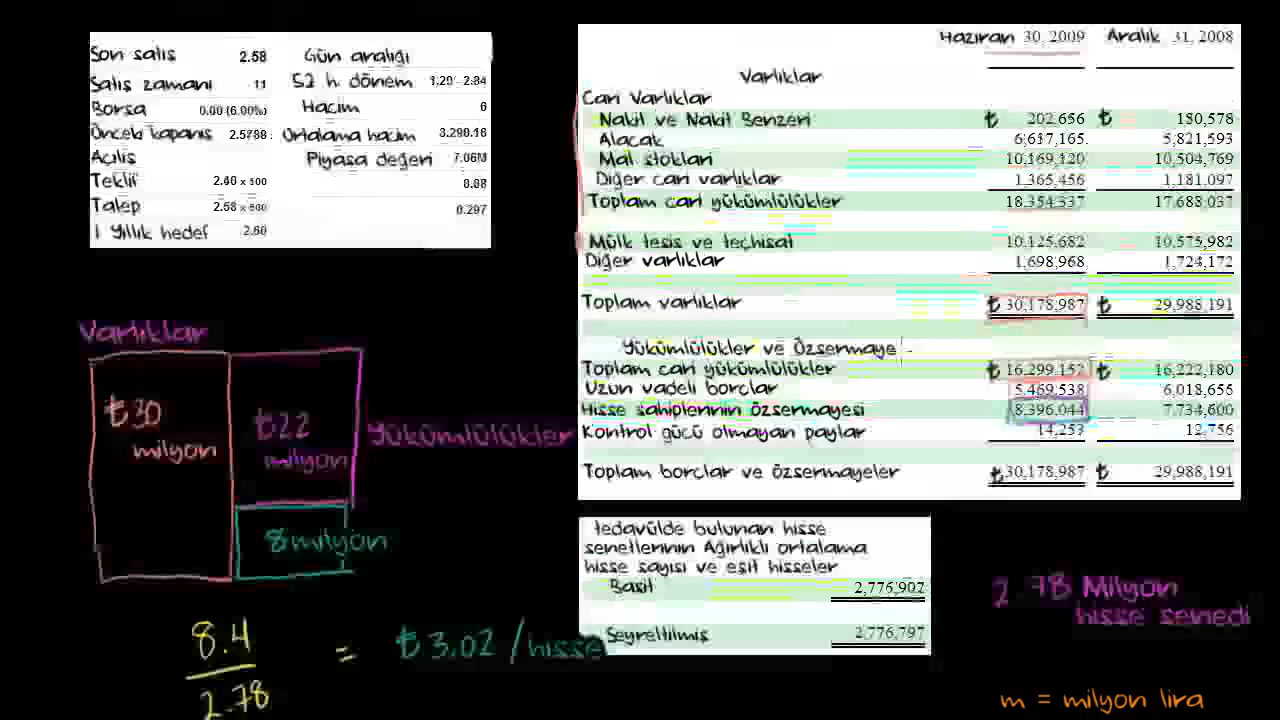 Son satış 2.58
Satış zamanı 11
Borsa 0.00 (6.00%)
Önceki kapanış 2.5788
Açılış
Teklif 2.60 x 500
Talep 2.58 x 800
1 Yıllık hedef 2.60
Gün aralığı
52 h dönem 1.20 - 2.84
Hacim 6
Ortalama hacim 3.290.16
Piyasa değeri 7.06M
8.08
0.297
Haziran 30, 2009 Aralık 31, 2008
Varlıklar
Cari Varlıklar
Nakil ve Nakil Benzeri ₺ 202,656 ₺ 180,578
Alacak 6,617,165 5,821,593
Mal stokları 10,169,120 10,504,769
Diğer cari varlıklar 1,365,456 1,181,097
Toplam cari yükümlülükler 18,354,337 17,688,037
Mülk tesis ve teçhisat 10,125,682 10,575,982
Diğer varlıklar 1,698,968 1,724,172
Toplam varlıklar ₺ 30,178,987 ₺ 29,988,191
Yükümlülükler ve Özsermaye
Toplam cari yükümlülükler ₺ 16,299,152 ₺ 16,222,180
Uzun vadeli borçlar 5,469,538 6,018,655
Hisse sahiplerinin özsermayesi 8,396,044 7,734,600
Kontrol gücü olmayan paylar 14,253 12,756
Toplam borçlar ve özsermayeler ₺ 30,178,987 ₺ 29,988,191
Varlıklar
₺30 milyon
₺22 milyon
Yükümlülükler
8milyon
tedavülde bulunan hisse
senetlerinin Ağırlıklı ortalama
hisse sayısı ve eşit hisseler
Basit 2,776,902
Seyreltilmiş 2,776,797
2.78 Milyon
hisse senedi
8.4
2.78
= ₺3.02 /hisse
m = milyon lira